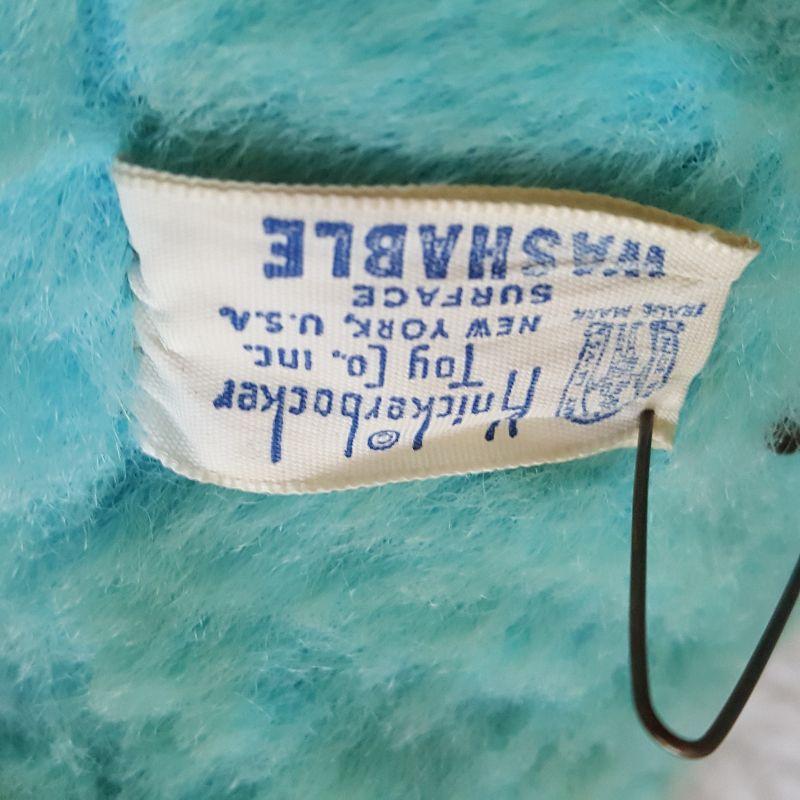 Knickerbocker
©
Toy Co. inc.
NEW YORK, U.S.A.
TRADE MARK
SURFACE
WASHABLE